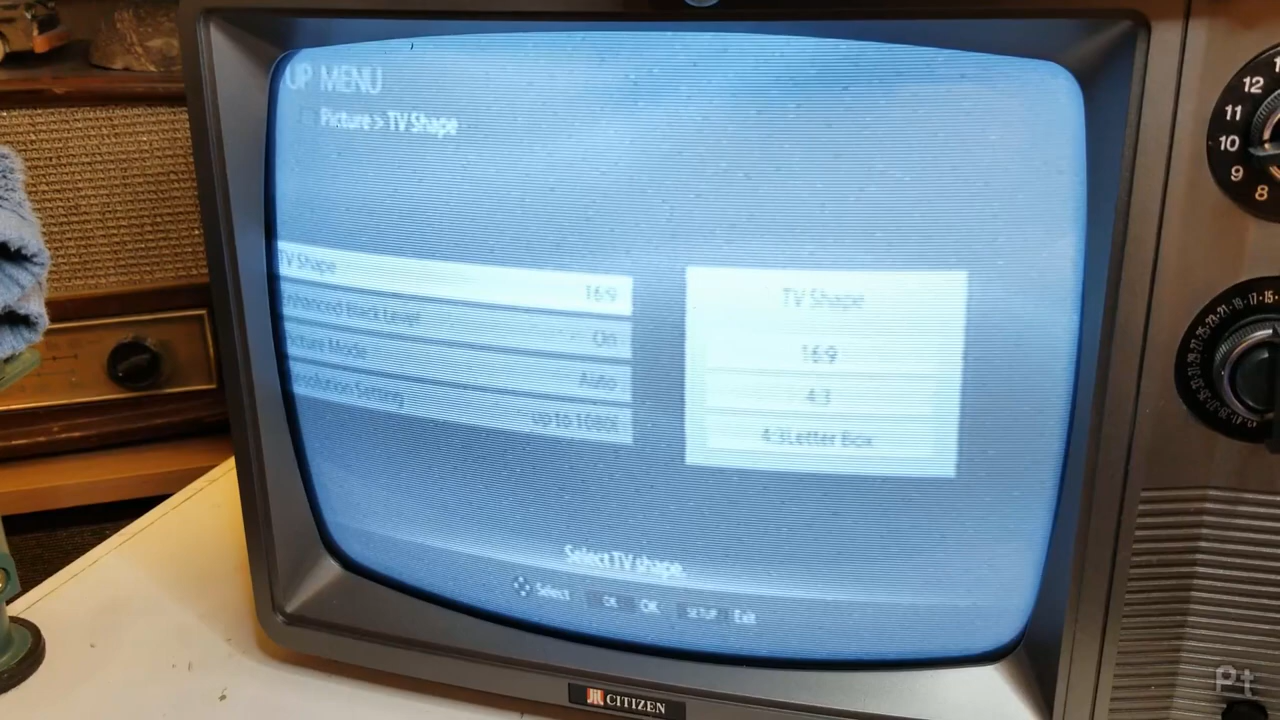 UP MENU
Picture > TV Shape
TV Shape 16:9
Enhanced Black Level On
Picture Mode Auto
Resolution Setting Up to 1080i
TV Shape
16:9
4:3
4:3 Letter Box
Select TV shape.
Select OK OK SETUP Exit
JIL CITIZEN
12
11
10
9
8
Pt